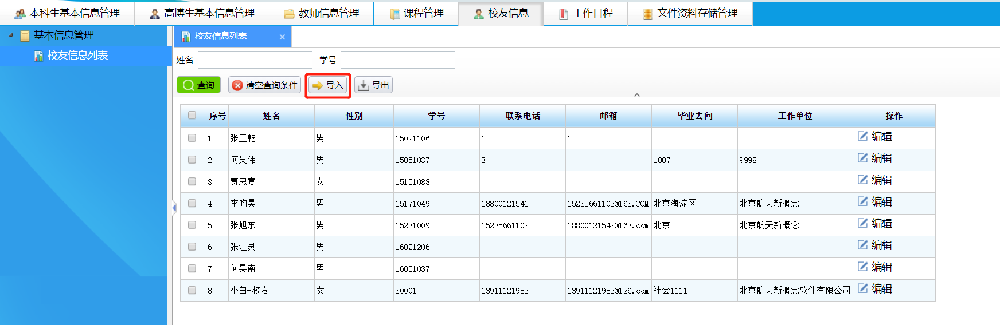 本科生基本信息管理 高博生基本信息管理 教师信息管理 课程管理 校友信息 工作日程 文件资料存储管理
基本信息管理
校友信息列表
校友信息列表 ×
姓名 学号
查询 清空查询条件 导入 导出
序号 姓名 性别 学号 联系电话 邮箱 毕业去向 工作单位 操作
1 张玉乾 男 15021106 1 1 编辑
2 何昊伟 男 15051037 3 1007 9998 编辑
3 贾思嘉 女 15151088 编辑
4 李昀昊 男 15171049 18800121541 15235661102@163.COM 北京海淀区 北京航天新概念 编辑
5 张旭东 男 15231009 15235661102 18800121542@163.com 北京 北京航天新概念 编辑
6 张江灵 男 16021206 编辑
7 何昊南 男 16051037 编辑
8 小白-校友 女 30001 13911121982 13911121982@126.com 社会1111 北京航天新概念软件有限公司 编辑